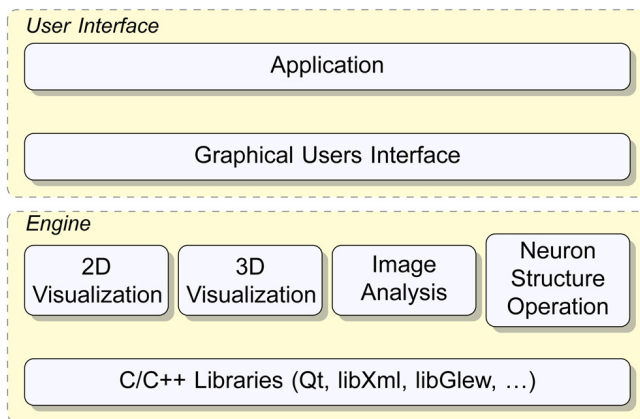 User Interface
Application
Graphical Users Interface
Engine
2D
Visualization
3D
Visualization
Image
Analysis
Neuron
Structure
Operation
C/C++ Libraries (Qt, libXml, libGlew, …)